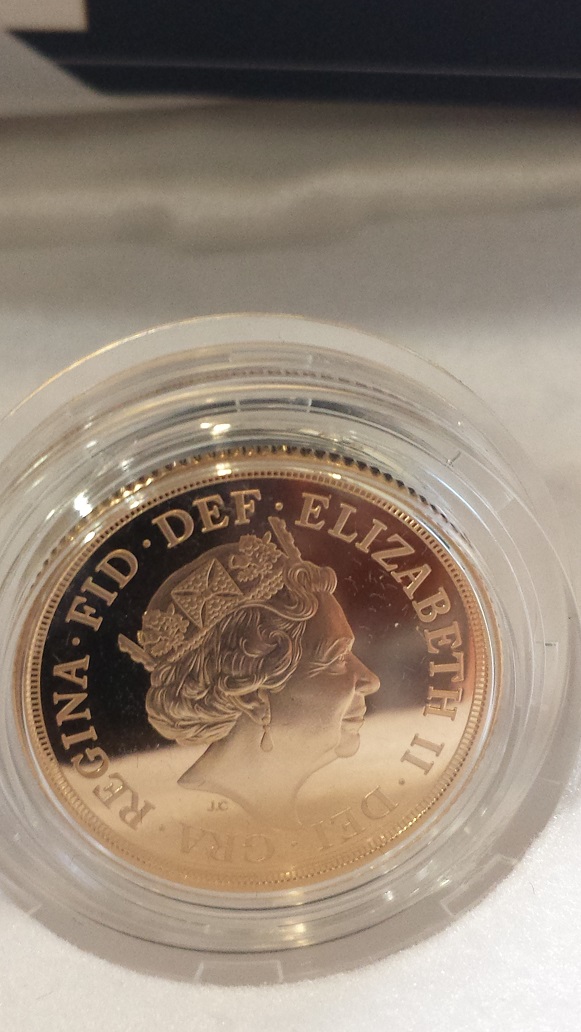 ELIZABETH II · DEI · GRA · REGINA · FID · DEF ·
J.C